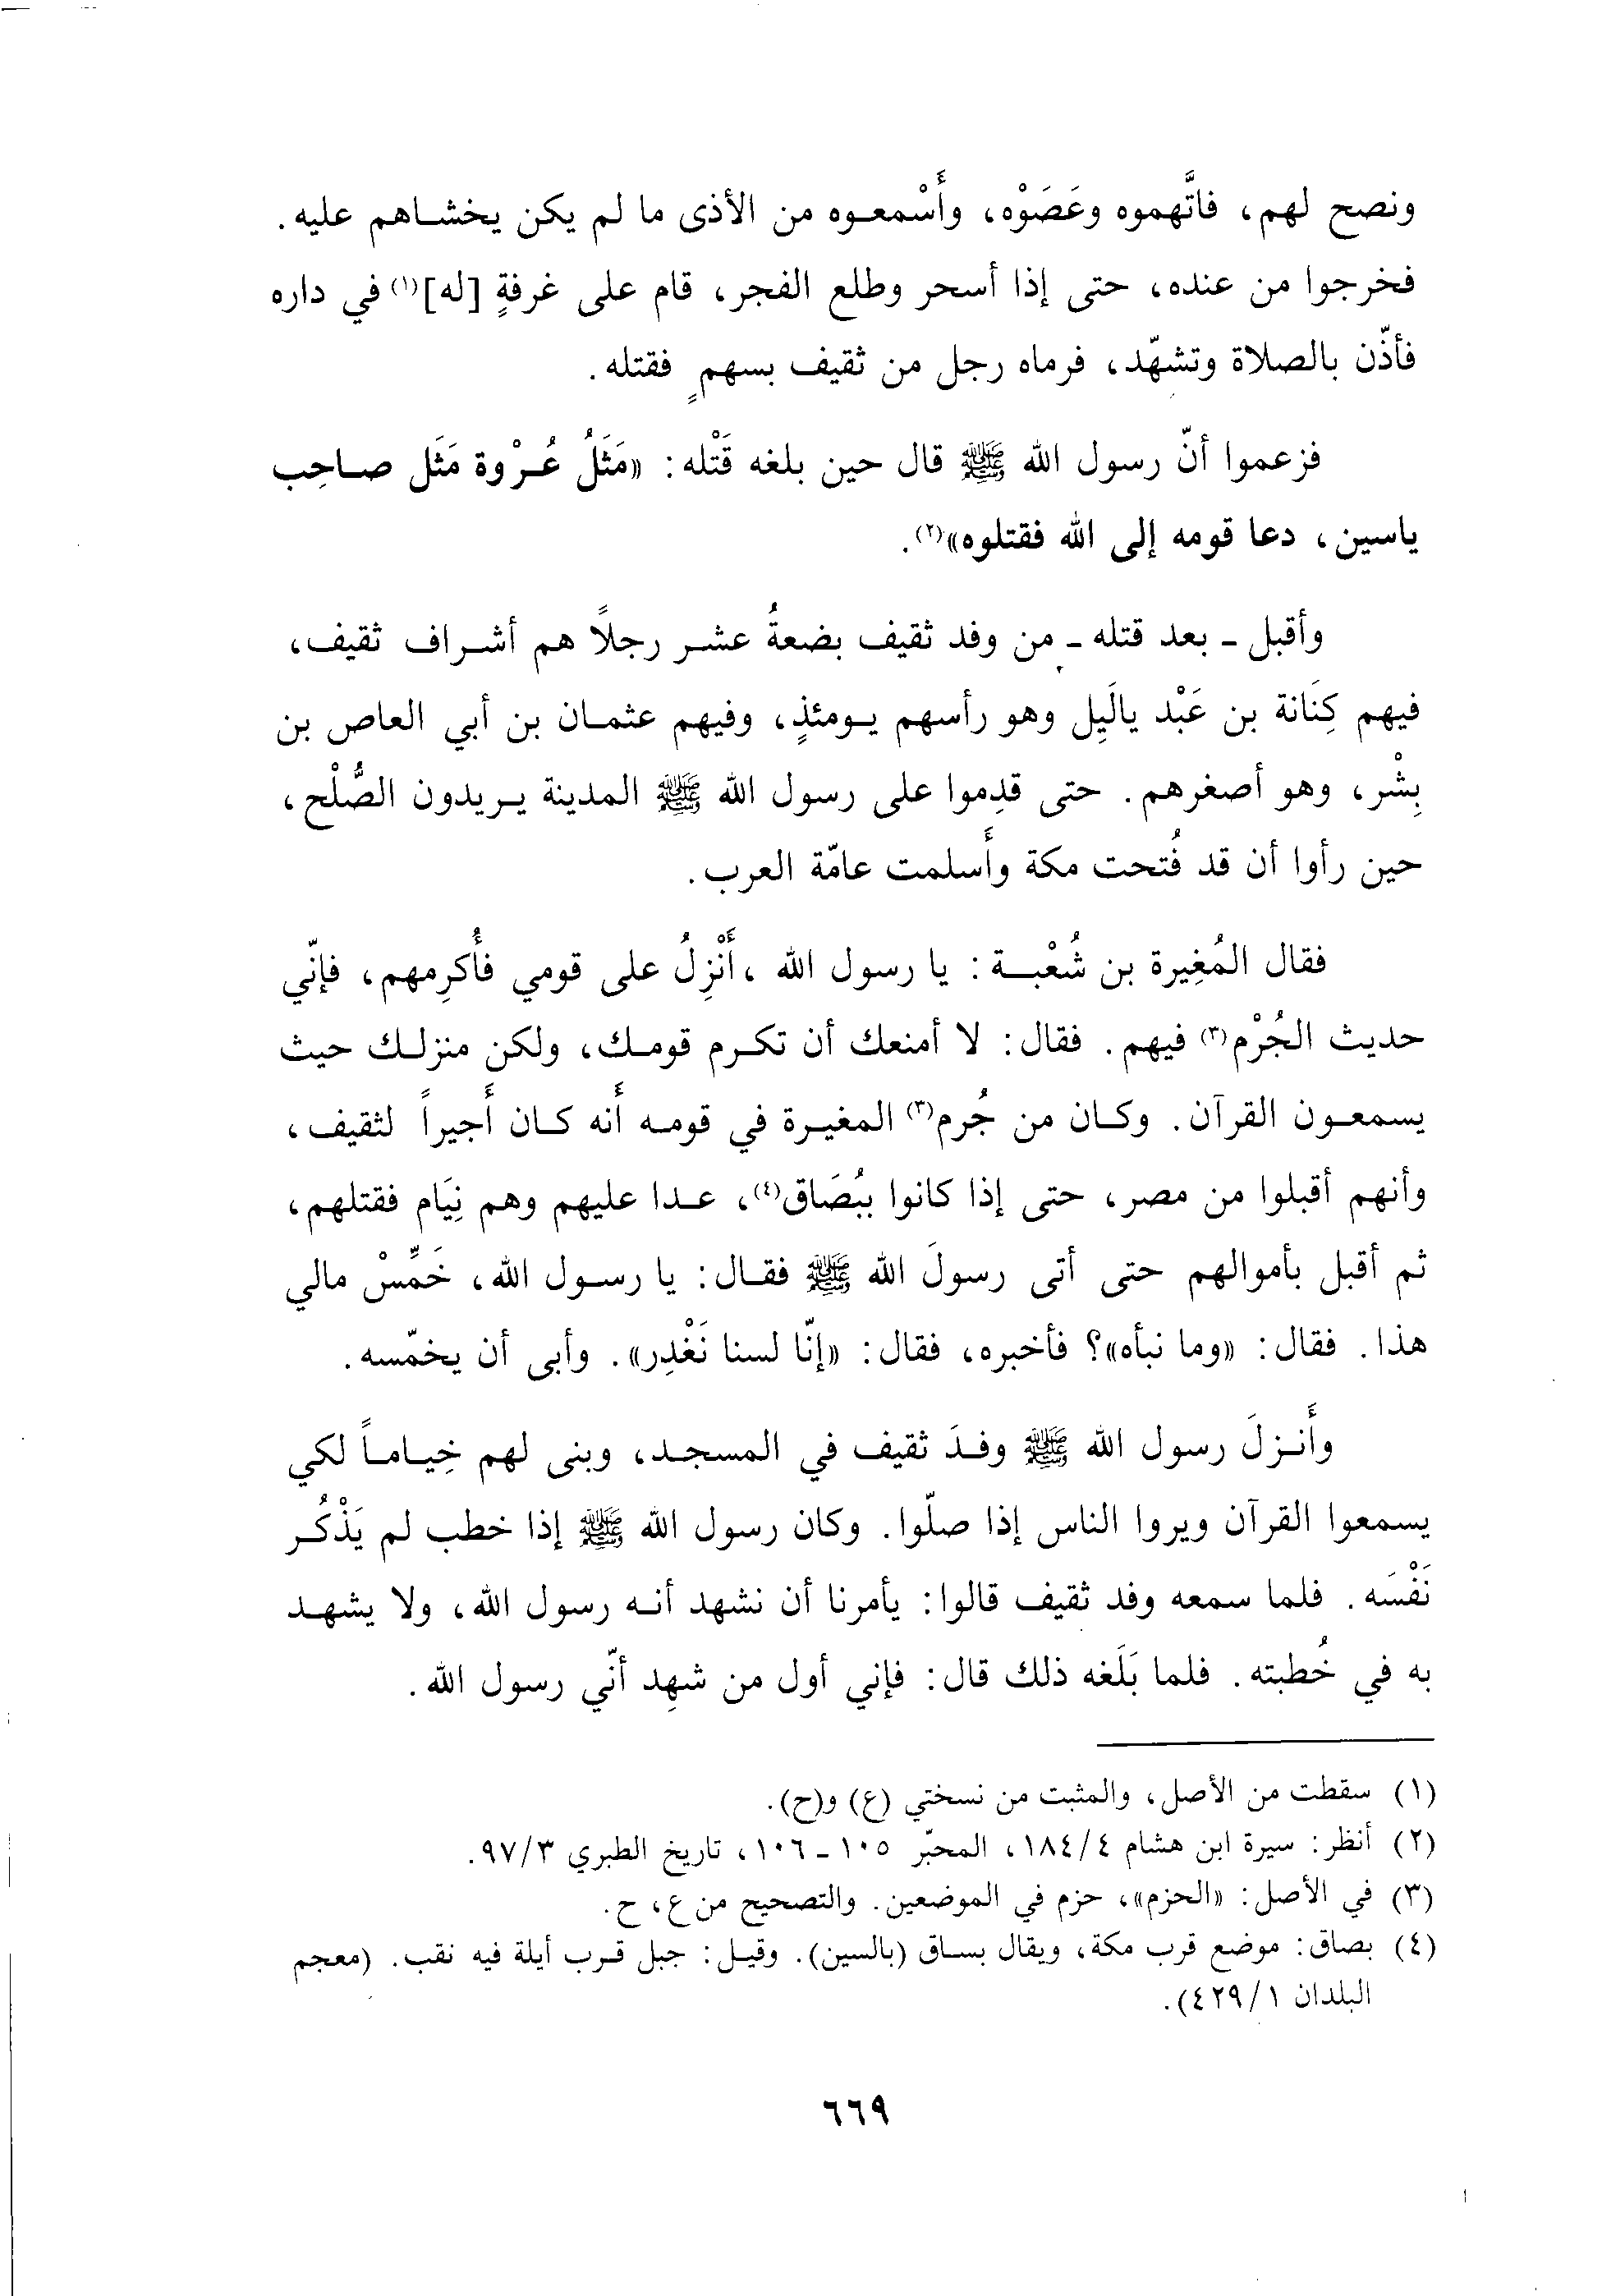 ونصح لهم، فاتَّهموه وعَصَوْه، وأَسْمعوه من الأذى ما لم يكن يخشاهم عليه.
فخرجوا من عنده، حتى إذا أسحر وطلع الفجر، قام على غرفةٍ [له](١) في داره
فأذّن بالصلاة وتشهّد، فرماه رجل من ثقيف بسهمٍ فقتله.
فزعموا أنّ رسول الله ﷺ قال حين بلغه قَتْله: «مَثَلُ عُرْوة مَثَل صاحِب
ياسين، دعا قومه إلى الله فقتلوه»(٢).
وأقبل ـ بعد قتله ـ من وفد ثقيف بضعةُ عشر رجلاً هم أشراف ثقيف،
فيهم كِنَانة بن عَبْد يالَيِل وهو رأسهم يومئذٍ، وفيهم عثمان بن أبي العاص بن
بِشْر، وهو أصغرهم. حتى قدِموا على رسول الله ﷺ المدينة يريدون الصُّلْح،
حين رأوا أن قد فُتحت مكة وأَسلمت عامّة العرب.
فقال المُغِيرة بن شُعْبة: يا رسول الله، أَنْزِلُ على قومي فأُكرِمهم، فإنّي
حديث الجُرْم(٣) فيهم. فقال: لا أمنعك أن تكرم قومك، ولكن منزلك حيث
يسمعون القرآن. وكان من جُرم(٣) المغيرة في قومه أَنه كان أَجيراً لثقيف،
وأنهم أقبلوا من مصر، حتى إذا كانوا ببُصَاق(٤)، عدا عليهم وهم نِيَام فقتلهم،
ثم أقبل بأموالهم حتى أتى رسولَ الله ﷺ فقال: يا رسول الله، خَمِّسْ مالي
هذا. فقال: «وما نبأه»؟ فأخبره، فقال: «إنّا لسنا نَغْدِر». وأبى أن يخمّسه.
وأَنزلَ رسول الله ﷺ وفدَ ثقيف في المسجد، وبنى لهم خِياماً لكي
يسمعوا القرآن ويروا الناس إذا صلّوا. وكان رسول الله ﷺ إذا خطب لم يَذْكُر
نَفْسَه. فلما سمعه وفد ثقيف قالوا: يأمرنا أن نشهد أنه رسول الله، ولا يشهد
به في خُطبته. فلما بَلَغه ذلك قال: فإني أول من شهِد أنّي رسول الله.
(١) سقطت من الأصل، والمثبت من نسختي (ع) و(ح).
(٢) أنظر: سيرة ابن هشام ١٨٤/٤، المحبّر ١٠٥ ـ ١٠٦، تاريخ الطبري ٩٧/٣.
(٣) في الأصل: «الحزم»، حزم في الموضعين. والتصحيح من ع، ح.
(٤) بصاق: موضع قرب مكة، ويقال بساق (بالسين). وقيل: جبل قرب أيلة فيه نقب. (معجم
البلدان ٤٢٩/١).
٦٦٩